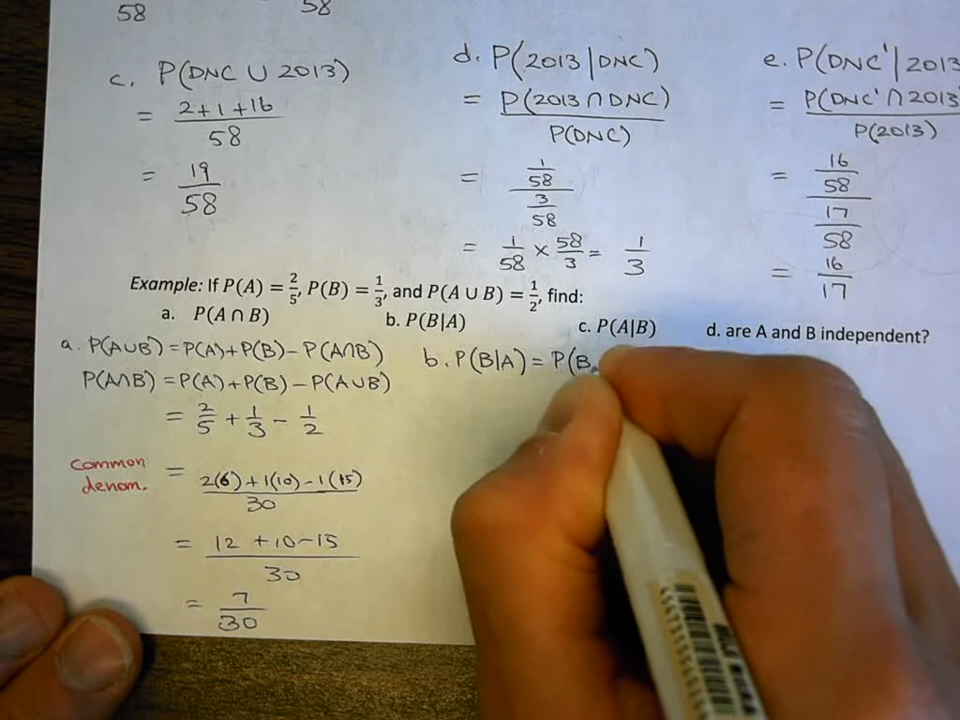 58
58
c. P(DNC ∪ 2013)
= 2+1+16 / 58
= 19/58
d. P(2013|DNC)
= P(2013 ∩ DNC) / P(DNC)
= 1/58 / 3/58
= 1/58 × 58/3 = 1/3
e. P(DNC'|2013
= P(DNC' ∩ 2013) / P(2013)
= 16/58 / 17/58
= 16/17
Example: If P(A) = 2/5, P(B) = 1/3, and P(A ∪ B) = 1/2, find:
a. P(A ∩ B) b. P(B|A) c. P(A|B) d. are A and B independent?
a. P(A∪B) = P(A) + P(B) − P(A∩B)
P(A∩B) = P(A) + P(B) − P(A∪B)
= 2/5 + 1/3 − 1/2
common
denom.
= 2(6) + 1(10) − 1(15) / 30
= 12 + 10 − 15 / 30
= 7/30
b. P(B|A) = P(B